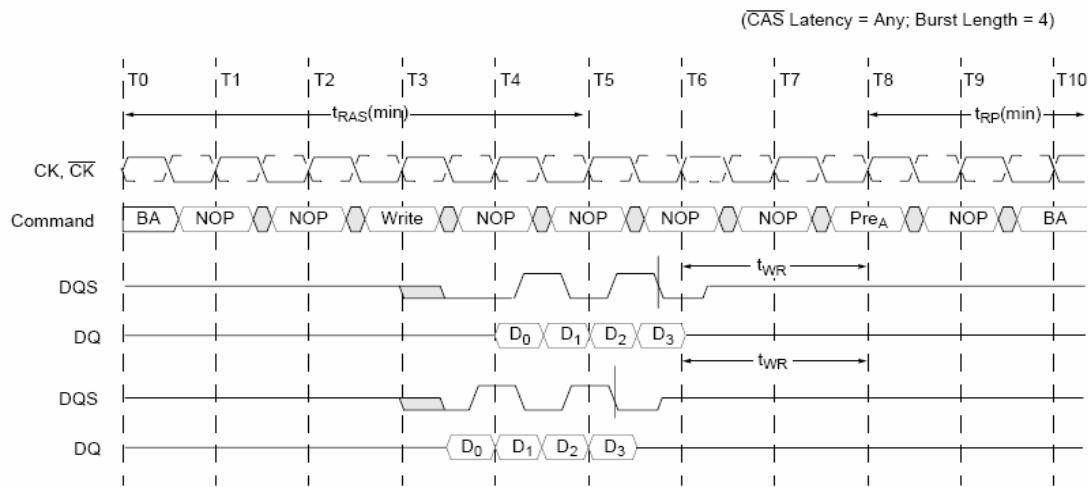 (CAS Latency = Any; Burst Length = 4)
T0 T1 T2 T3 T4 T5 T6 T7 T8 T9 T10
tRAS(min) tRP(min)
CK, CK
Command BA NOP NOP Write NOP NOP NOP NOP PreA NOP BA
tWR
DQS
DQ D0 D1 D2 D3
tWR
DQS
DQ D0 D1 D2 D3